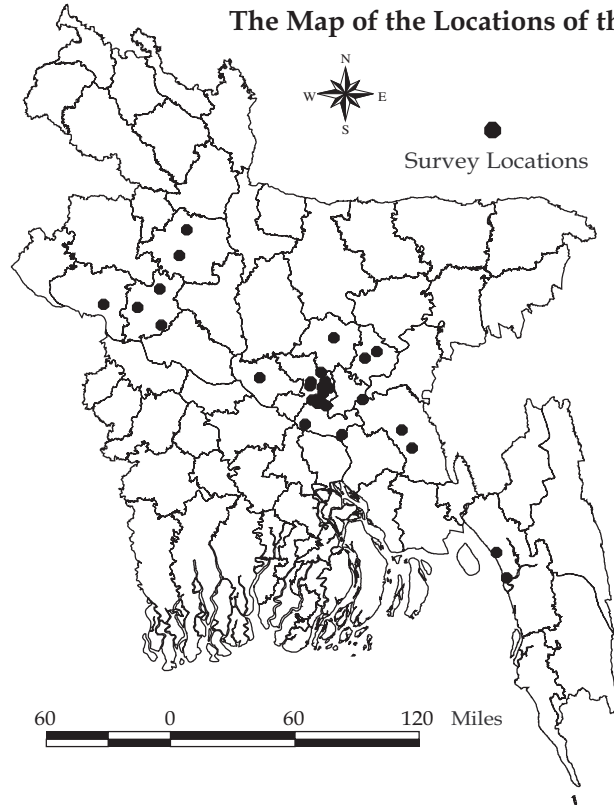 The Map of the Locations of th
N
W E
S
Survey Locations
60 0 60 120 Miles